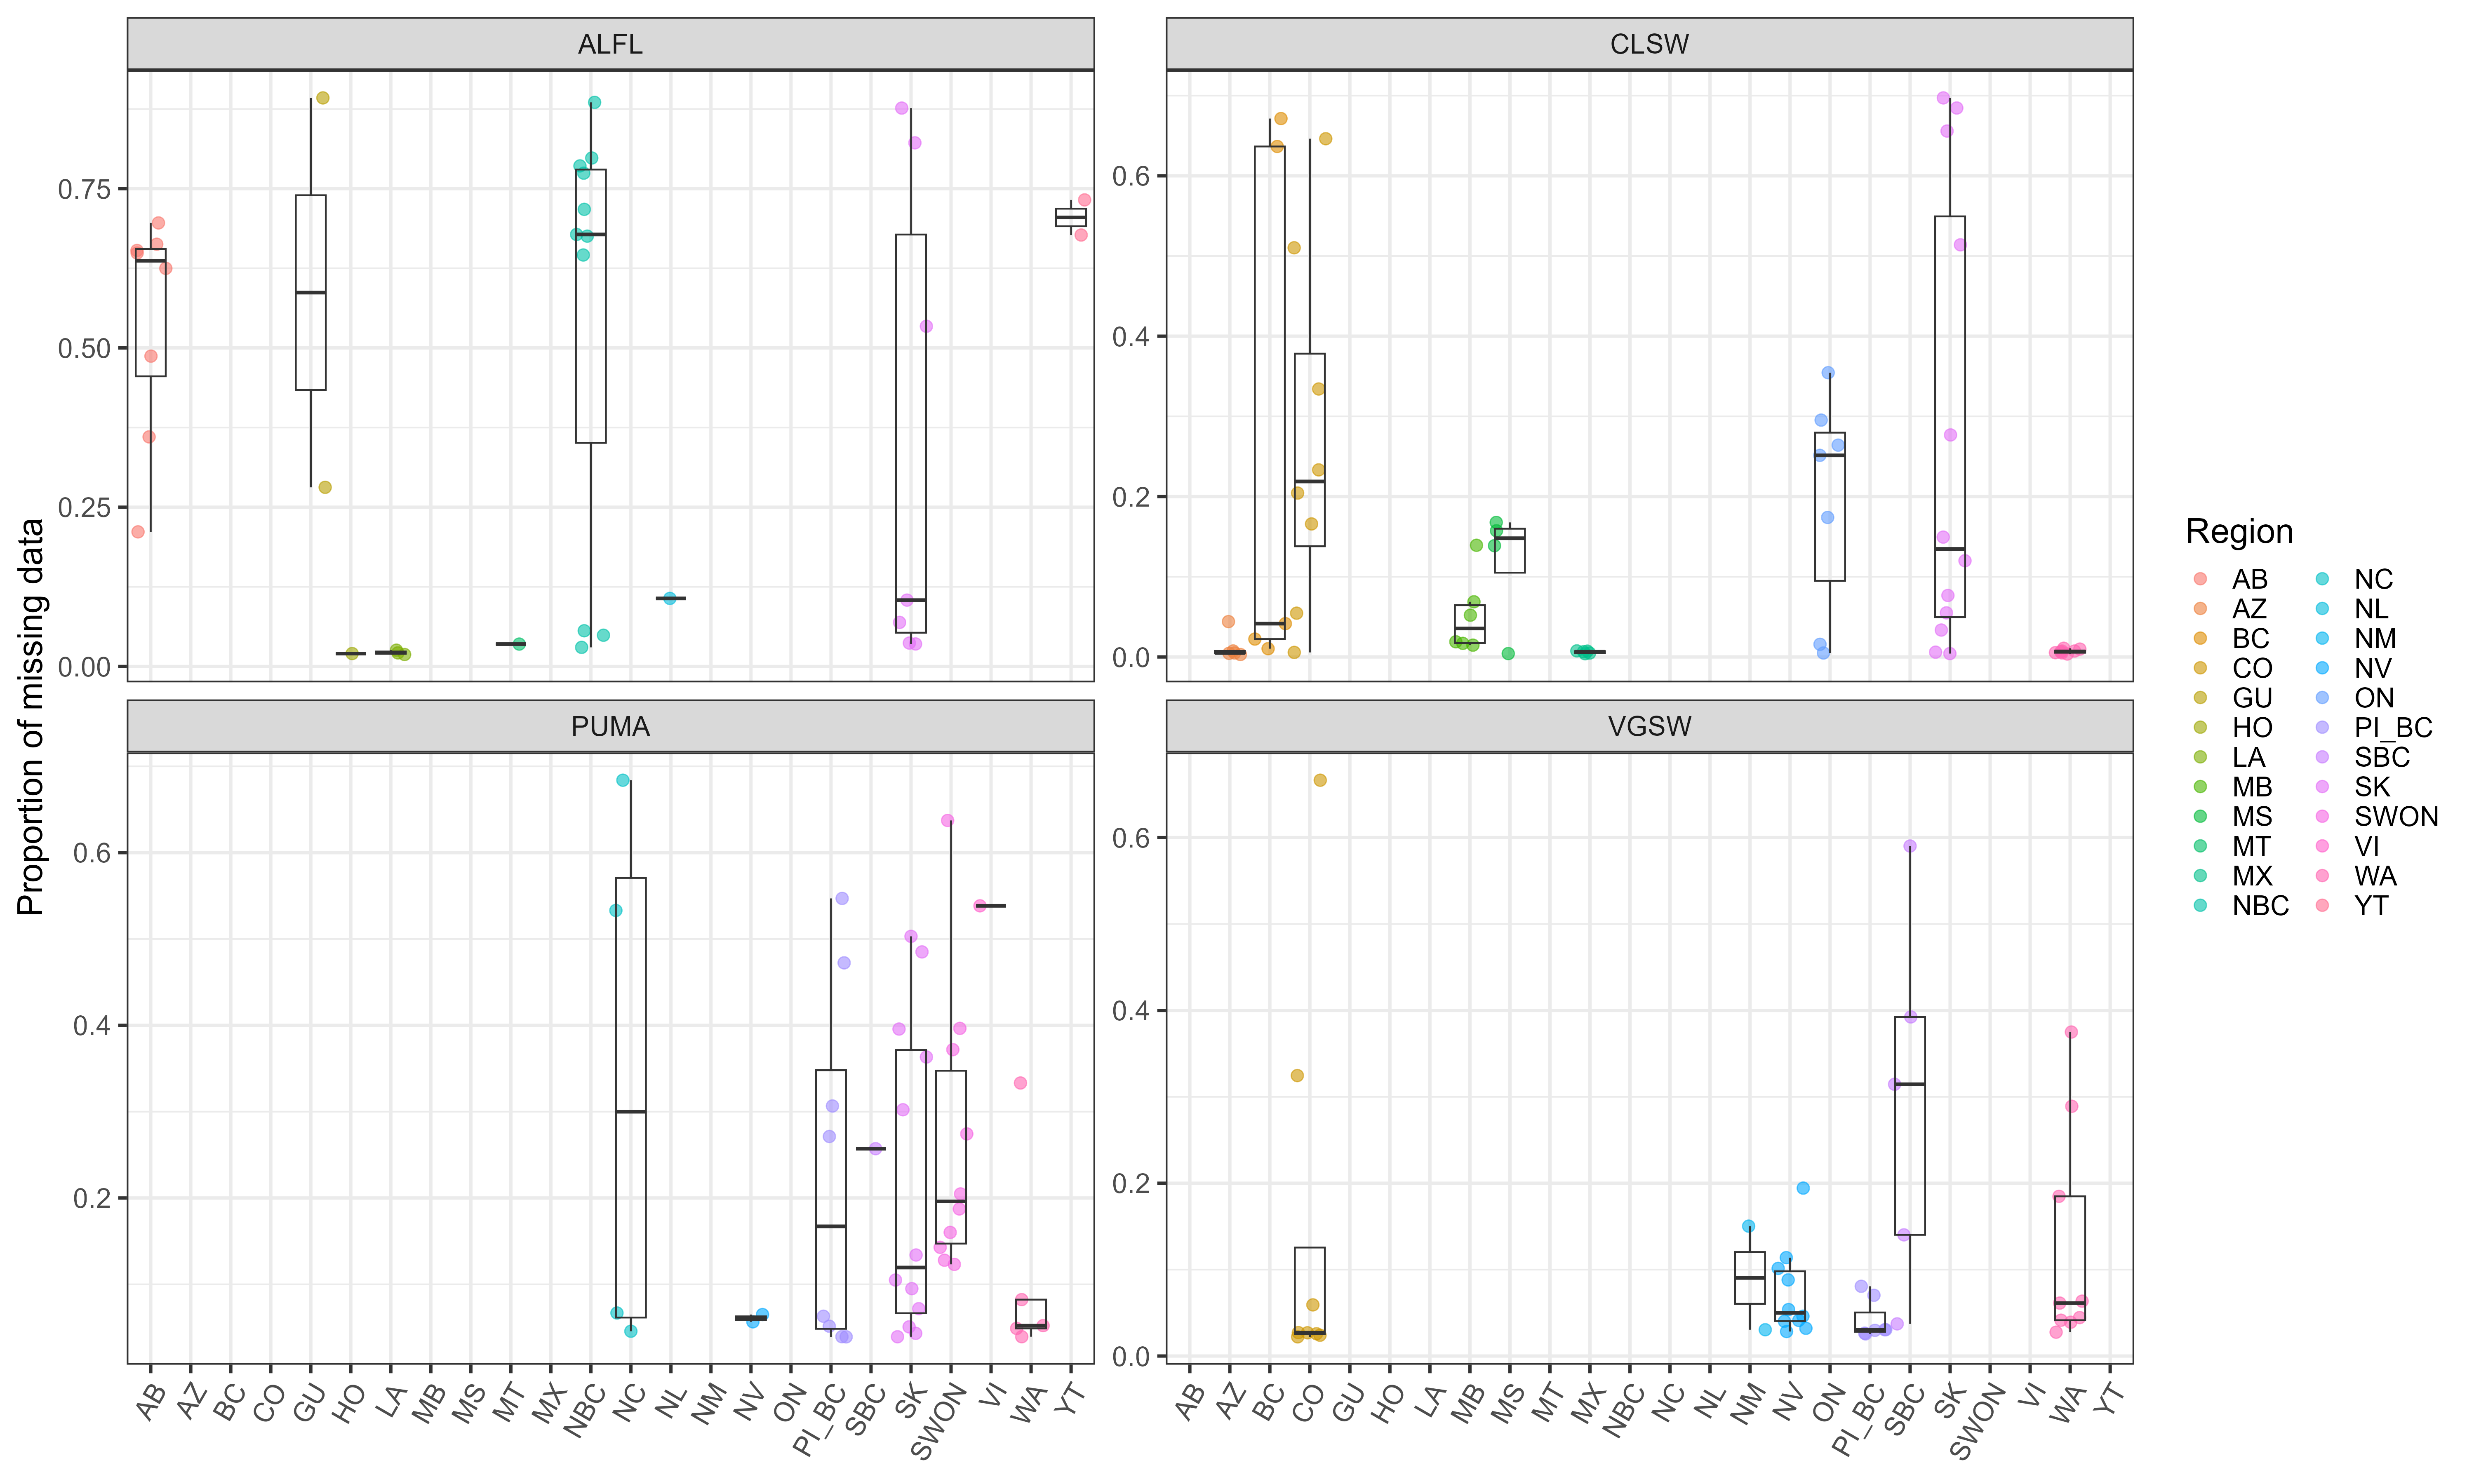 ALFL
CLSW
0.75
0.50
0.25
0.00
0.6
0.4
0.2
0.0
Proportion of missing data
PUMA
VGSW
0.6
0.4
0.2
0.6
0.4
0.2
0.0
AB AZ BC CO GU HO LA MB MS MT MX NBC NC NL NM NV ON PI_BC SBC SK SWON VI WA YT
AB AZ BC CO GU HO LA MB MS MT MX NBC NC NL NM NV ON PI_BC SBC SK SWON VI WA YT
Region
AB NC
AZ NL
BC NM
CO NV
GU ON
HO PI_BC
LA SBC
MB SK
MS SWON
MT VI
MX WA
NBC YT